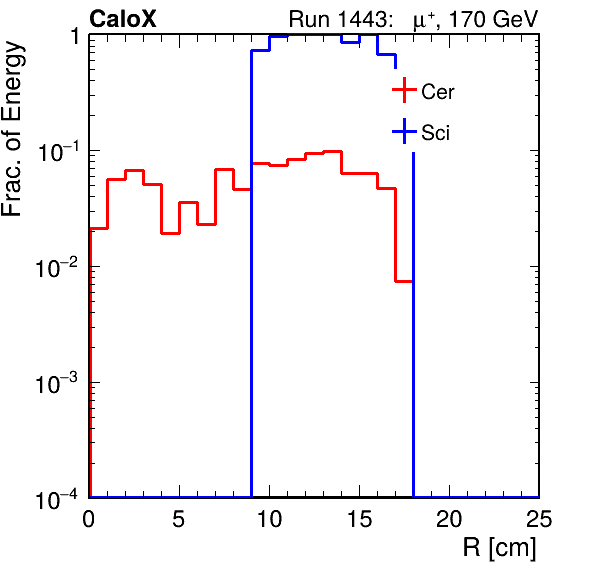 CaloX Run 1443: μ⁺, 170 GeV
Frac. of Energy
1
10⁻¹
10⁻²
10⁻³
10⁻⁴
Cer
Sci
0 5 10 15 20 25
R [cm]